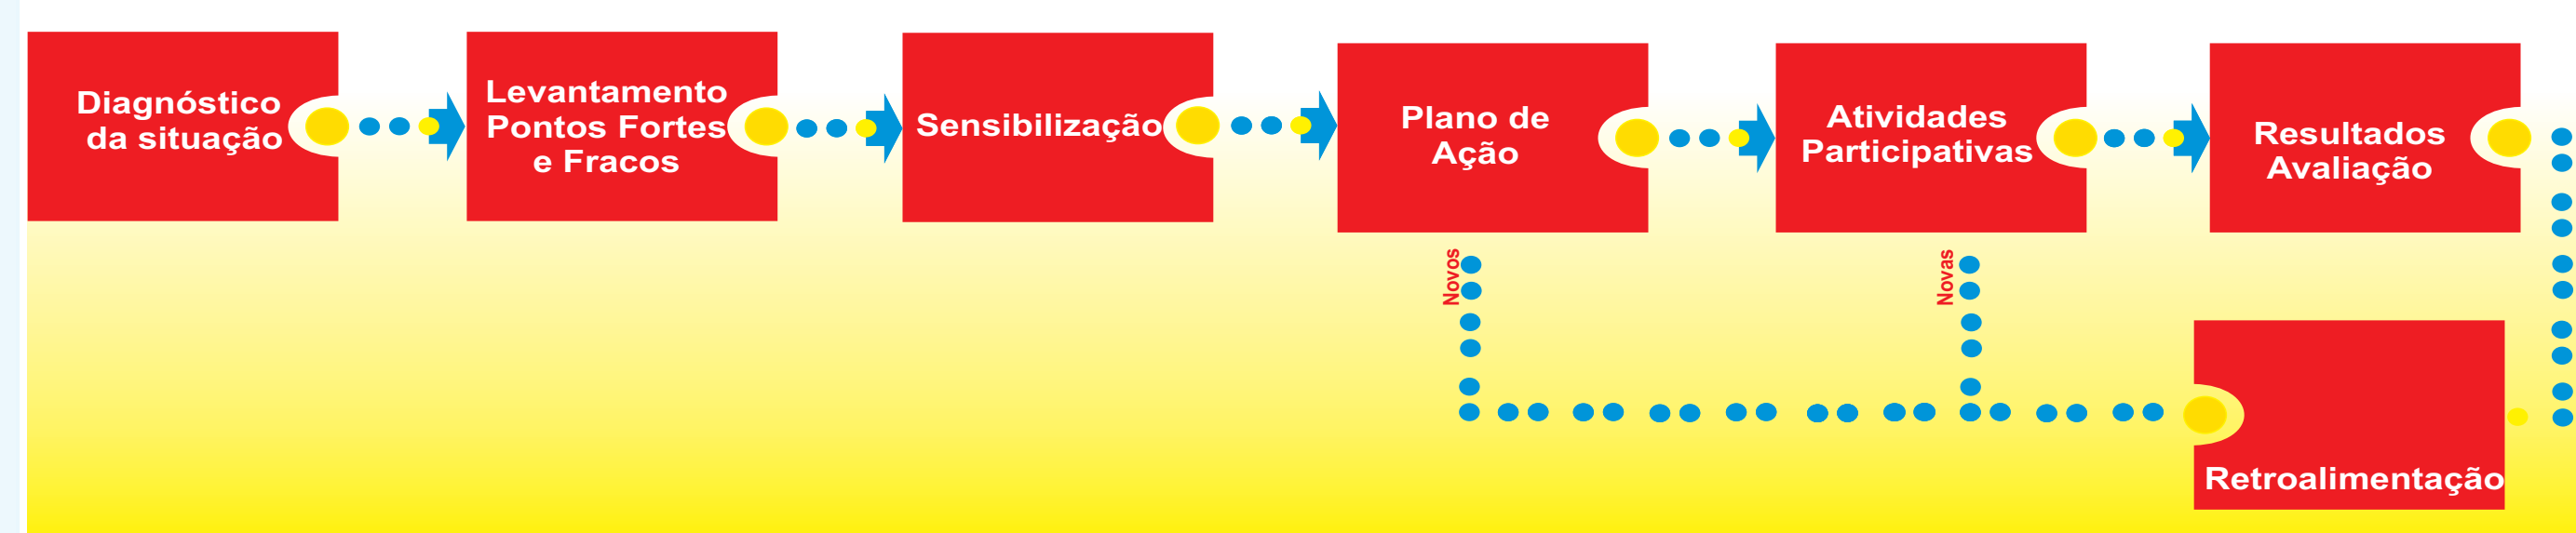 Diagnóstico
da situação
Levantamento
Pontos Fortes
e Fracos
Sensibilização
Plano de
Ação
Atividades
Participativas
Resultados
Avaliação
Novos
Novas
Retroalimentação